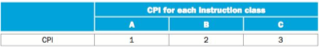 CPI for each instruction class
A B C
CPI 1 2 3